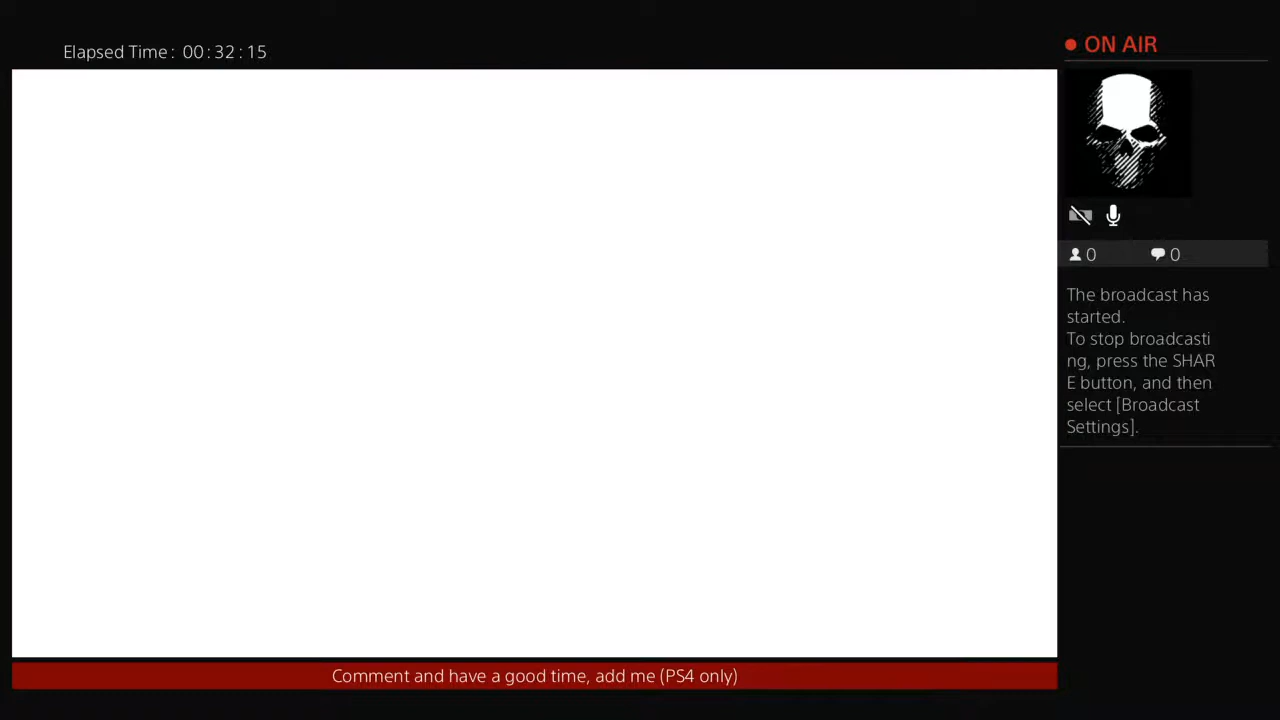 Elapsed Time: 00:32:15
ON AIR
0 0
The broadcast has
started.
To stop broadcasti
ng, press the SHAR
E button, and then
select [Broadcast
Settings].
Comment and have a good time, add me (PS4 only)